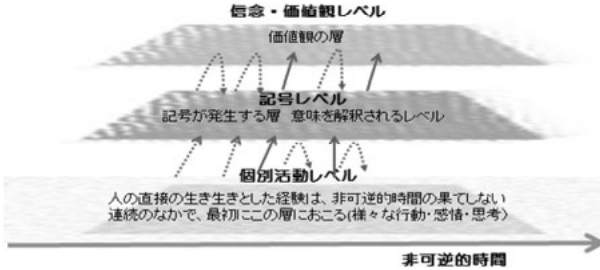 信念・価値観レベル
価値観の層
記号レベル
記号が発生する層 意味を解釈されるレベル
個別活動レベル
人の直接の生き生きとした経験は、非可逆的時間の果てしない
連続のなかで、最初にこの層におこる(様々な行動・感情・思考)
非可逆的時間